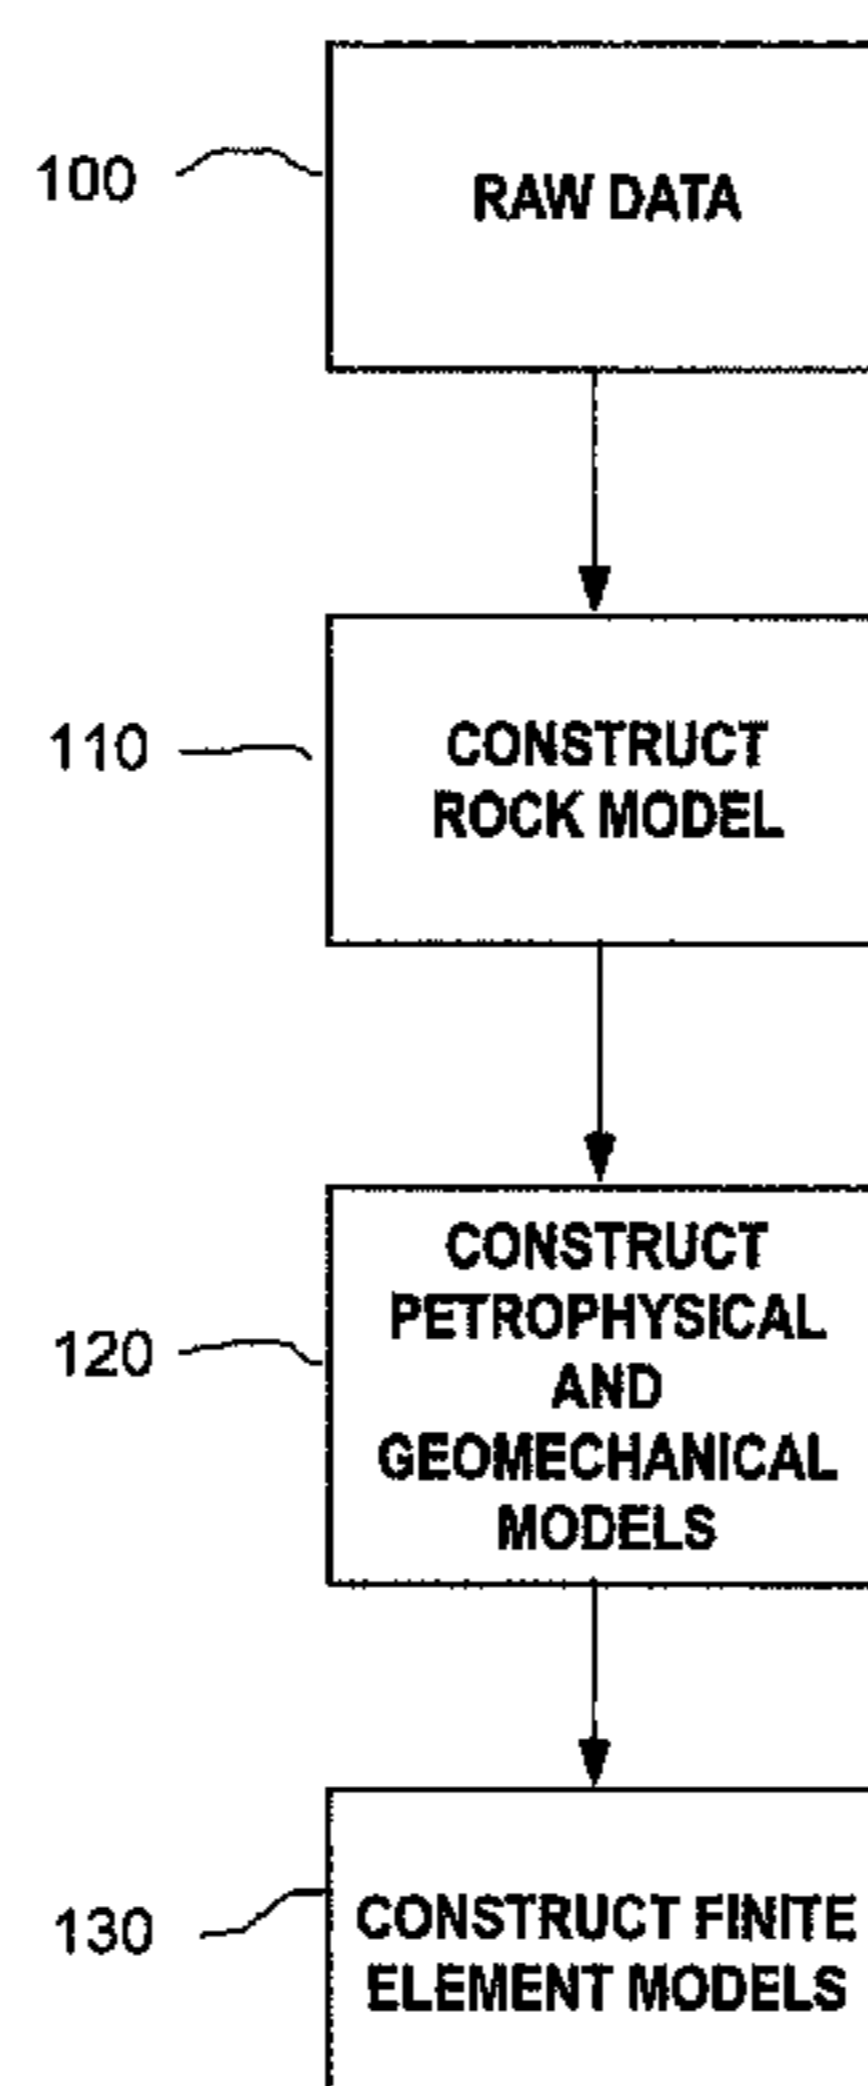 100
RAW DATA
110
CONSTRUCT
ROCK MODEL
120
CONSTRUCT
PETROPHYSICAL
AND
GEOMECHANICAL
MODELS
130
CONSTRUCT FINITE
ELEMENT MODELS